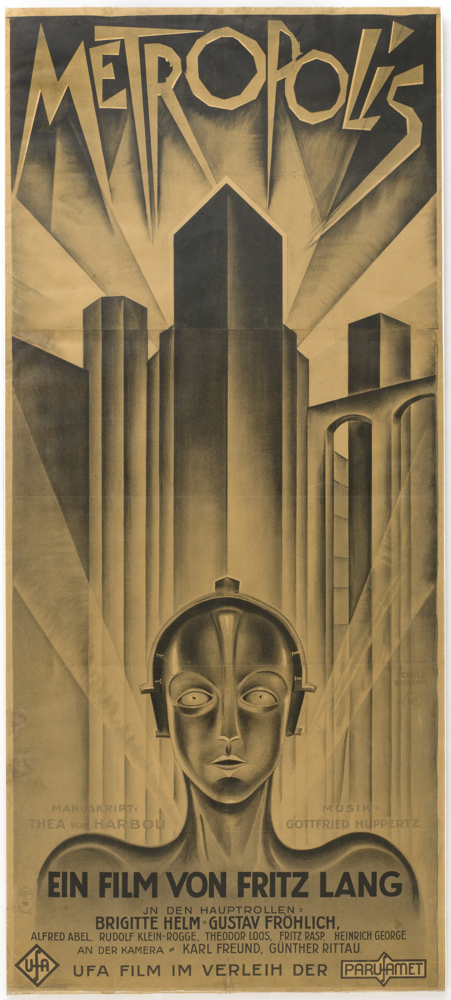 METROPOLIS
SCHULZ-
NEUDAMM
MANUSKRIPT=
THEA VON HARBOU
MUSIK=
GOTTFRIED HUPPERTZ
EIN FILM VON FRITZ LANG
JN DEN HAUPTROLLEN=
BRIGITTE HELM GUSTAV FRÖHLICH,
ALFRED ABEL, RUDOLF KLEIN-ROGGE, THEODOR LOOS, FRITZ RASP, HEINRICH GEORGE
AN DER KAMERA = KARL FREUND, GÜNTHER RITTAU.
UFA
UFA FILM IM VERLEIH DER
PARUFAMET